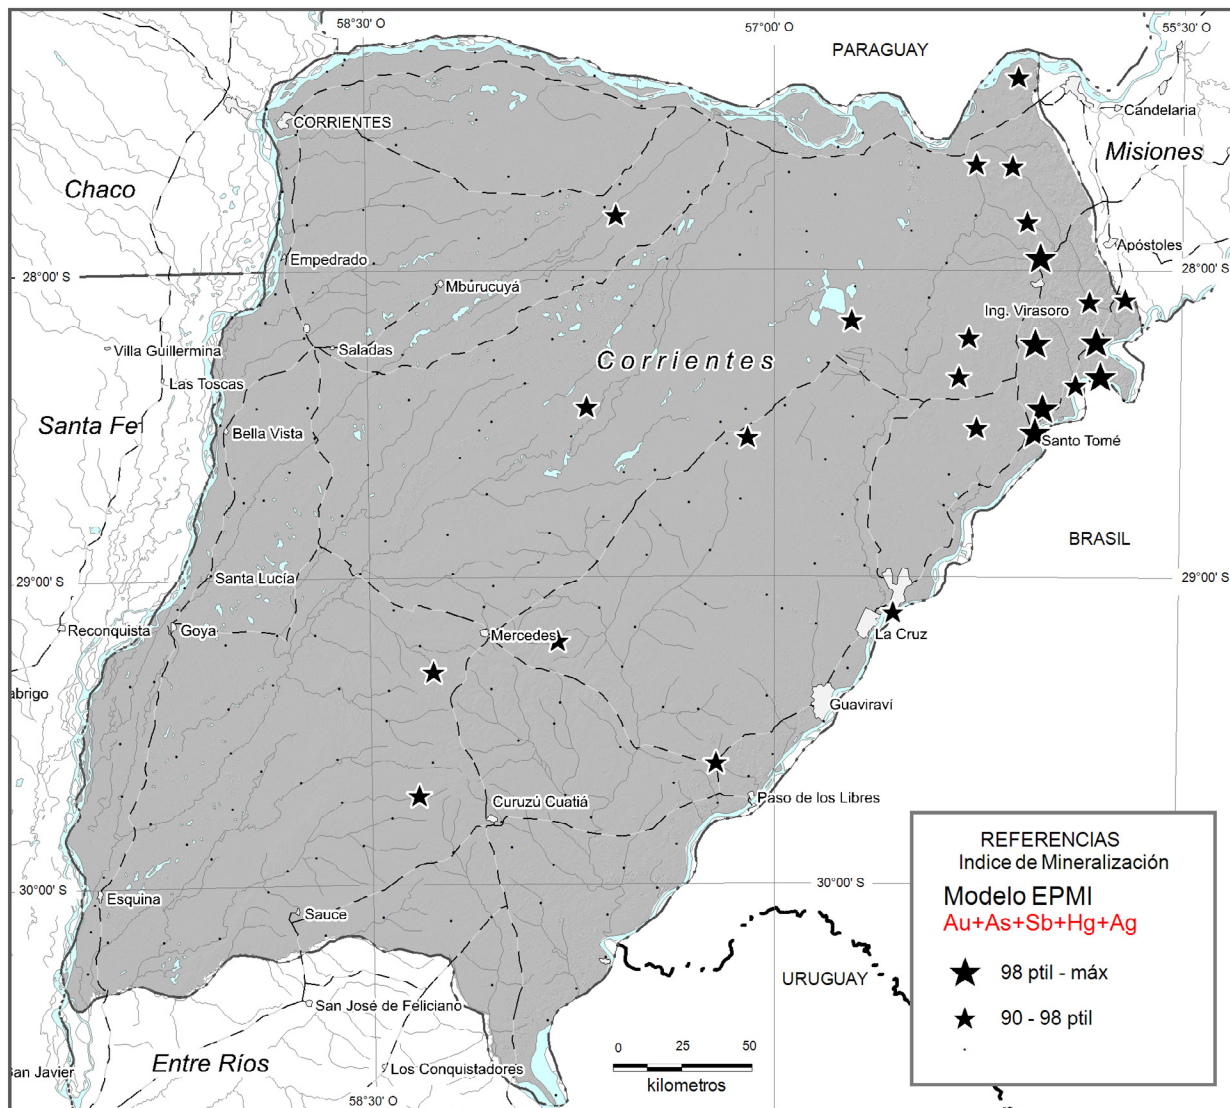 58°30' O
57°00' O
55°30' O
PARAGUAY
Candelaria
CORRIENTES
Misiones
Chaco
Apóstoles
Empedrado
28°00' S
28°00' S
Mburucuyá
Ing. Virasoro
Villa Guillermina
Saladas
Corrientes
Las Toscas
Santa Fe
Bella Vista
Santo Tomé
BRASIL
29°00' S
Santa Lucía
29°00' S
Reconquista
Goya
Mercedes
La Cruz
abrigo
Guaviraví
Curuzú Cuatiá
Paso de los Libres
30°00' S
30°00' S
Esquina
Sauce
URUGUAY
San José de Feliciano
Entre Ríos
an Javier
Los Conquistadores
58°30' O
0 25 50
kilometros
REFERENCIAS
Indice de Mineralización
Modelo EPMI
Au+As+Sb+Hg+Ag
98 ptil - máx
90 - 98 ptil